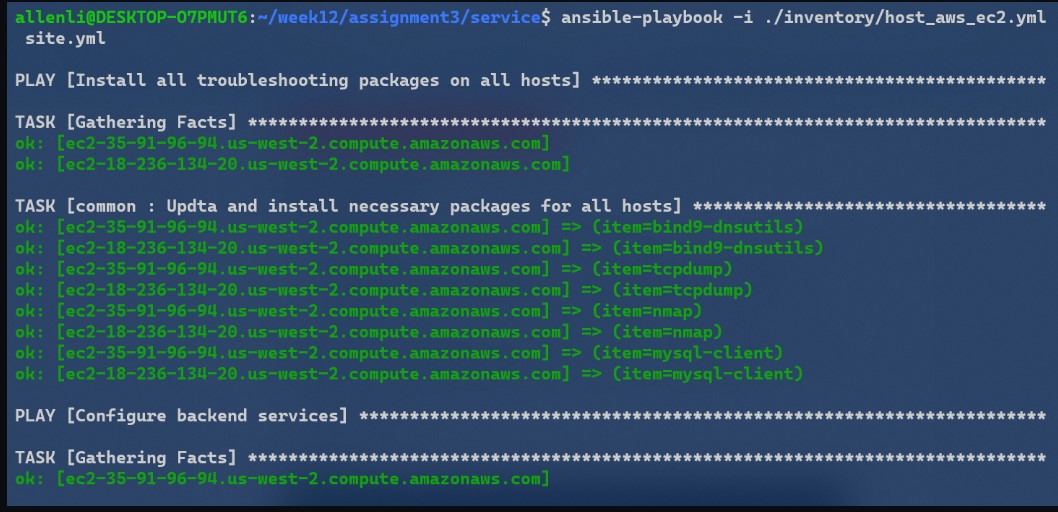 allenli@DESKTOP-O7PMUT6:~/week12/assignment3/service$ ansible-playbook -i ./inventory/host_aws_ec2.yml
site.yml
PLAY [Install all troubleshooting packages on all hosts] *********************************************
TASK [Gathering Facts] *******************************************************************************
ok: [ec2-35-91-96-94.us-west-2.compute.amazonaws.com]
ok: [ec2-18-236-134-20.us-west-2.compute.amazonaws.com]
TASK [common : Updta and install necessary packages for all hosts] ***********************************
ok: [ec2-35-91-96-94.us-west-2.compute.amazonaws.com] => (item=bind9-dnsutils)
ok: [ec2-18-236-134-20.us-west-2.compute.amazonaws.com] => (item=bind9-dnsutils)
ok: [ec2-35-91-96-94.us-west-2.compute.amazonaws.com] => (item=tcpdump)
ok: [ec2-18-236-134-20.us-west-2.compute.amazonaws.com] => (item=tcpdump)
ok: [ec2-35-91-96-94.us-west-2.compute.amazonaws.com] => (item=nmap)
ok: [ec2-18-236-134-20.us-west-2.compute.amazonaws.com] => (item=nmap)
ok: [ec2-35-91-96-94.us-west-2.compute.amazonaws.com] => (item=mysql-client)
ok: [ec2-18-236-134-20.us-west-2.compute.amazonaws.com] => (item=mysql-client)
PLAY [Configure backend services] ********************************************************************
TASK [Gathering Facts] *******************************************************************************
ok: [ec2-35-91-96-94.us-west-2.compute.amazonaws.com]